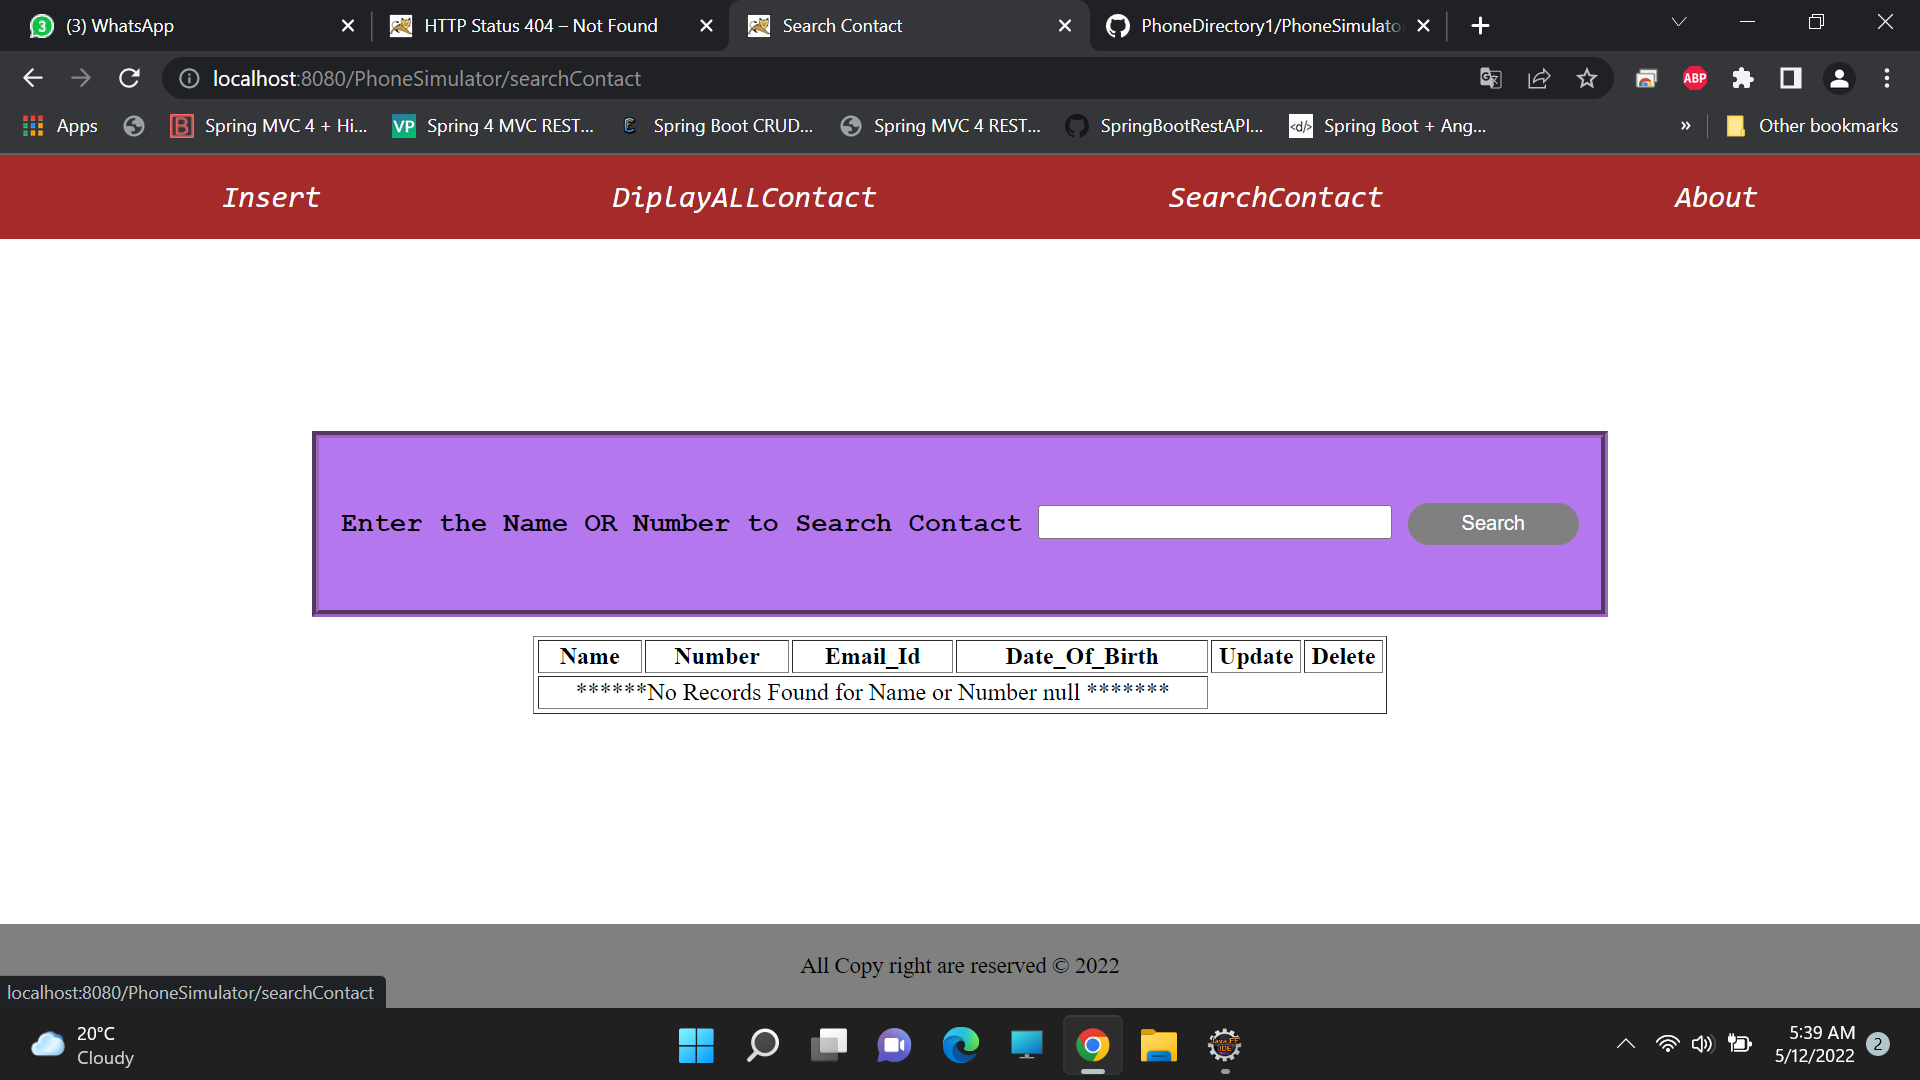 (3) WhatsApp
HTTP Status 404 – Not Found
Search Contact
PhoneDirectory1/PhoneSimulato
localhost:8080/PhoneSimulator/searchContact
ABP
Apps
Spring MVC 4 + Hi...
VP Spring 4 MVC REST...
Spring Boot CRUD...
Spring MVC 4 REST...
SpringBootRestAPI...
</d> Spring Boot + Ang...
»
Other bookmarks
Insert
DiplayALLContact
SearchContact
About
Enter the Name OR Number to Search Contact
Search
Name Number Email_Id Date_Of_Birth Update Delete
******No Records Found for Name or Number null *******
All Copy right are reserved © 2022
localhost:8080/PhoneSimulator/searchContact
20°C
Cloudy
5:39 AM
5/12/2022
2